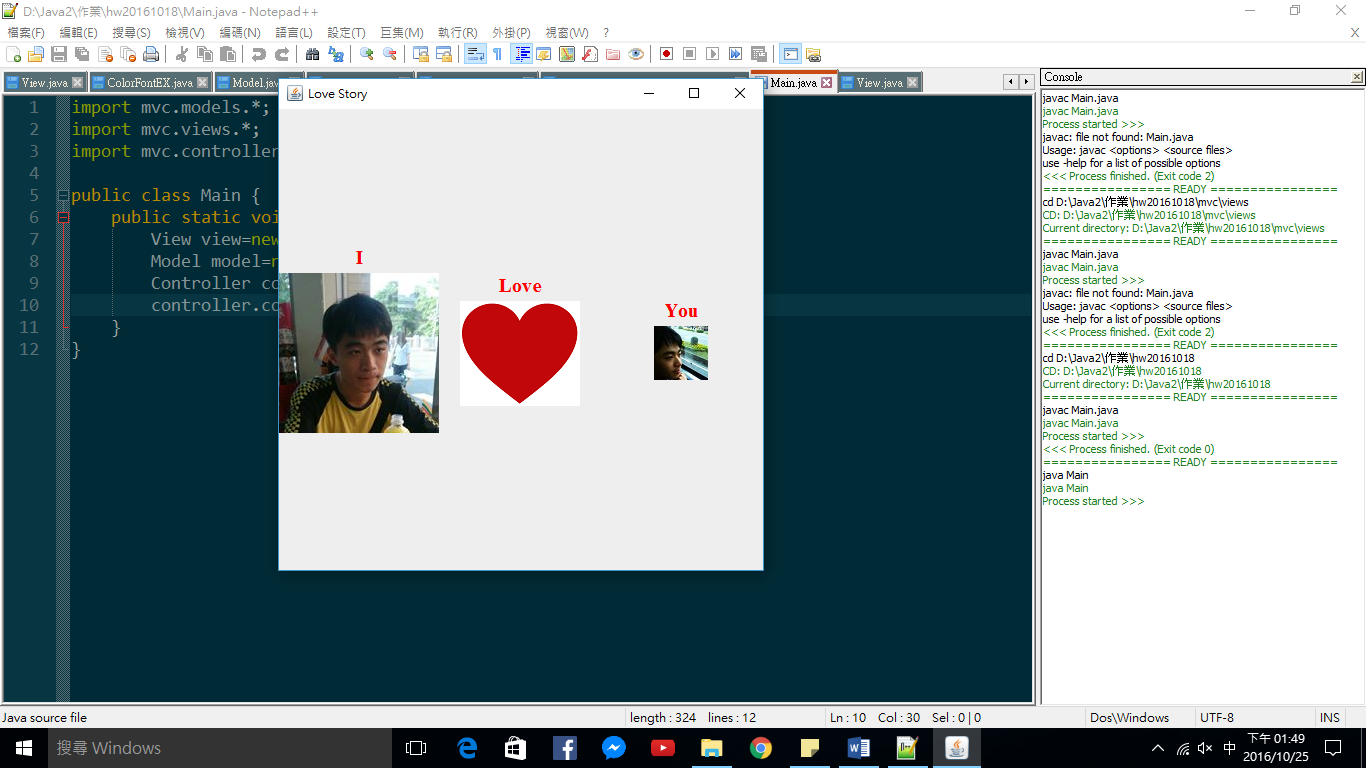 D:\Java2\作業\hw20161018\Main.java - Notepad++
檔案(F) 編輯(E) 搜尋(S) 檢視(V) 編碼(N) 語言(L) 設定(T) 巨集(M) 執行(R) 外掛(P) 視窗(W) ? X
View.java ColorFontEX.java Model.java Main.java View.java
1 import mvc.models.*;
2 import mvc.views.*;
3 import mvc.controller
4
5 public class Main {
6 public static voi
7 View view=new
8 Model model=n
9 Controller co
10 controller.co
11 }
12 }
Love Story
I
Love
You
Console
javac Main.java
javac Main.java
Process started >>>
javac: file not found: Main.java
Usage: javac <options> <source files>
use -help for a list of possible options
<<< Process finished. (Exit code 2)
================ READY ================
cd D:\Java2\作業\hw20161018\mvc\views
CD: D:\Java2\作業\hw20161018\mvc\views
Current directory: D:\Java2\作業\hw20161018\mvc\views
================ READY ================
javac Main.java
javac Main.java
Process started >>>
javac: file not found: Main.java
Usage: javac <options> <source files>
use -help for a list of possible options
<<< Process finished. (Exit code 2)
================ READY ================
cd D:\Java2\作業\hw20161018
CD: D:\Java2\作業\hw20161018
Current directory: D:\Java2\作業\hw20161018
================ READY ================
javac Main.java
javac Main.java
Process started >>>
<<< Process finished. (Exit code 0)
================ READY ================
java Main
java Main
Process started >>>
Java source file length : 324 lines : 12 Ln : 10 Col : 30 Sel : 0 | 0 Dos\Windows UTF-8 INS
搜尋 Windows
中
下午 01:49
2016/10/25